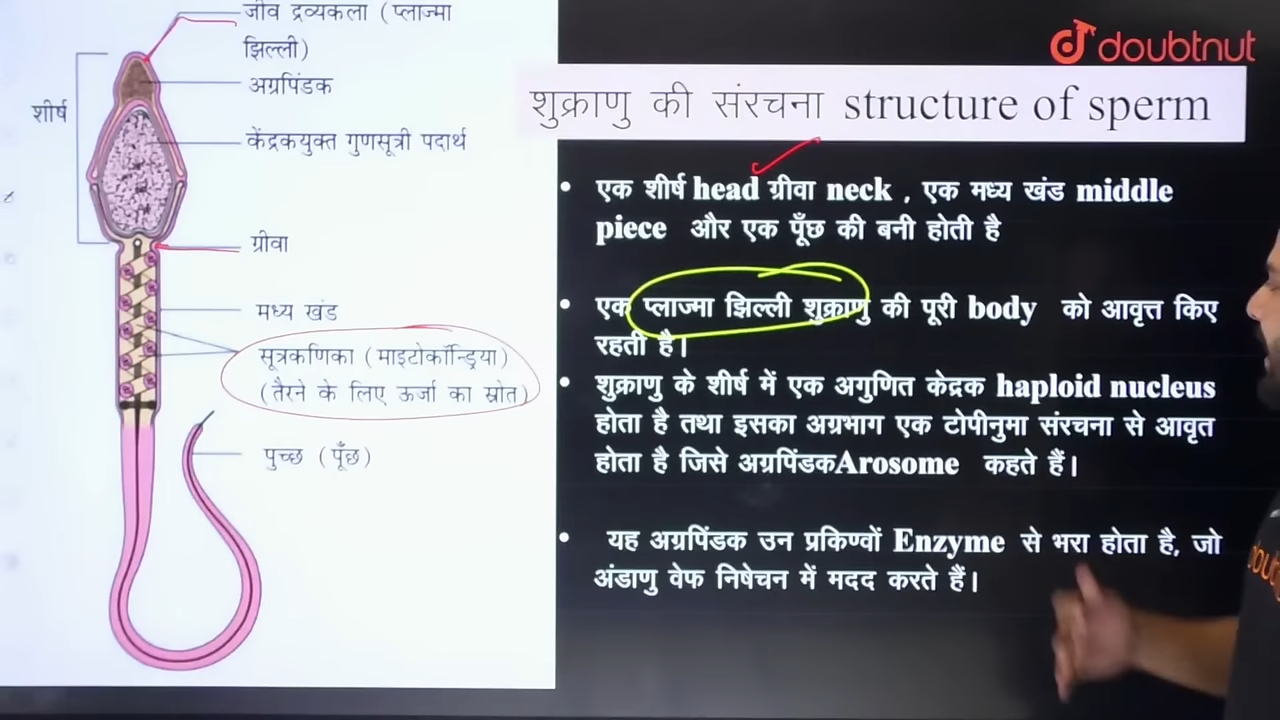 जीव द्रव्यकला (प्लाज्मा
झिल्ली)
अग्रपिंडक
शीर्ष
केंद्रकयुक्त गुणसूत्री पदार्थ
ग्रीवा
मध्य खंड
सूत्रकणिका (माइटोकॉन्ड्रिया)
(तैरने के लिए ऊर्जा का स्रोत)
पुच्छ (पूँछ)
doubtnut
शुक्राणु की संरचना structure of sperm
• एक शीर्ष head ग्रीवा neck , एक मध्य खंड middle
piece और एक पूँछ की बनी होती है
• एक प्लाज्मा झिल्ली शुक्राणु की पूरी body को आवृत्त किए
रहती है।
• शुक्राणु के शीर्ष में एक अगुणित केद्रक haploid nucleus
होता है तथा इसका अग्रभाग एक टोपीनुमा संरचना से आवृत
होता है जिसे अग्रपिंडकArosome कहते हैं।
• यह अग्रपिंडक उन प्रकिण्वों Enzyme से भरा होता है, जो
अंडाणु वेफ निषेचन में मदद करते हैं।